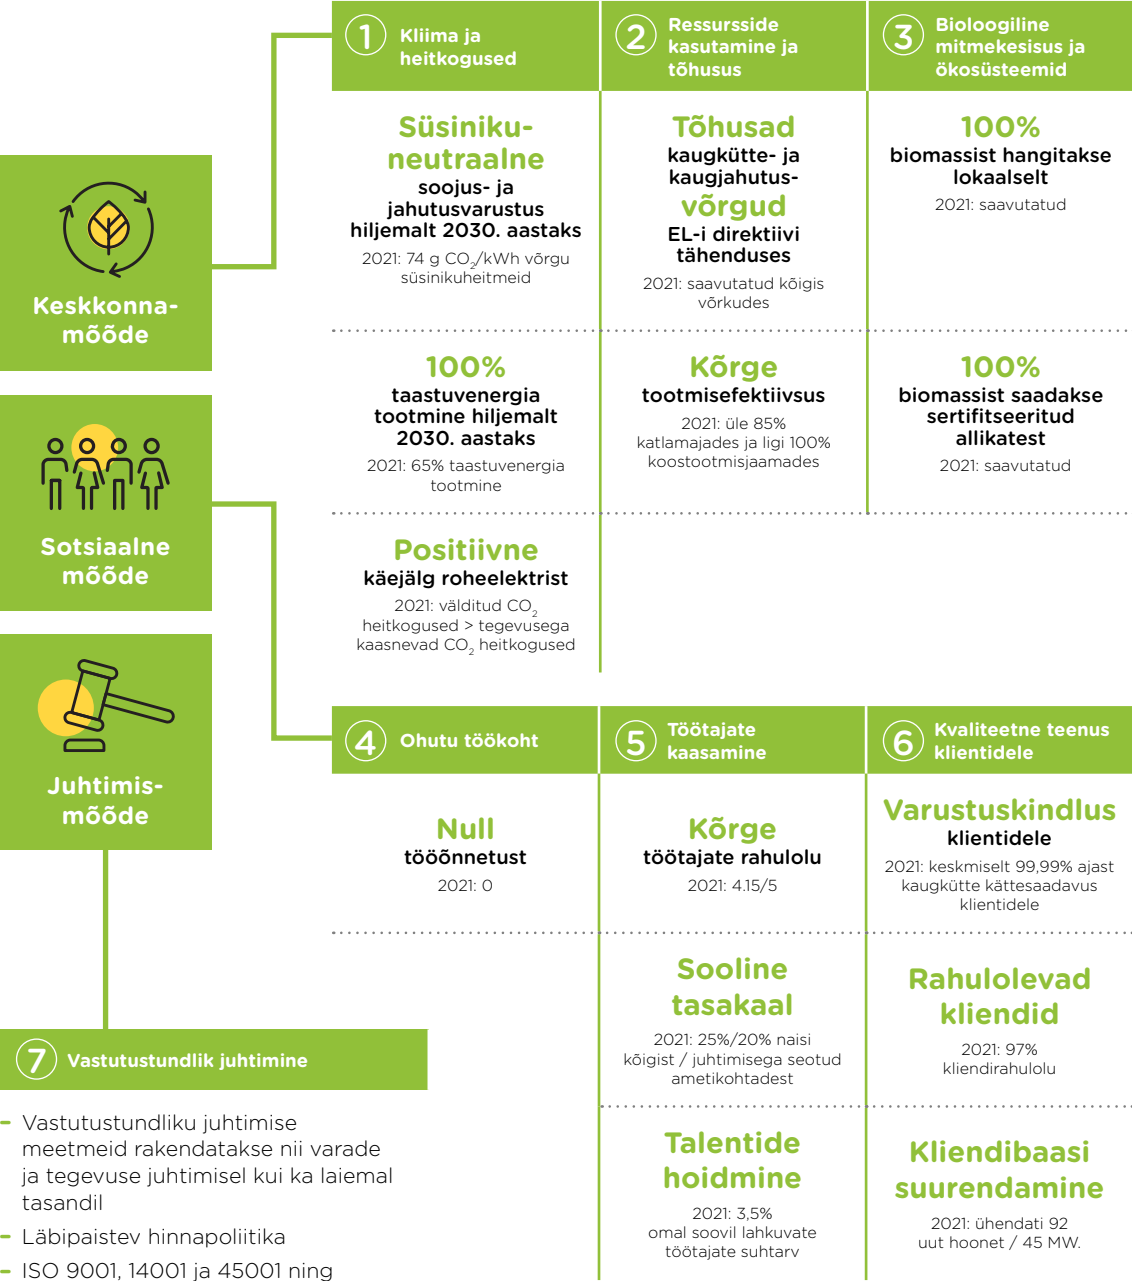 Keskkonna-
mõõde
Sotsiaalne
mõõde
Juhtimis-
mõõde
1 Kliima ja
heitkogused
Süsiniku-
neutraalne
soojus- ja
jahutusvarustus
hiljemalt 2030. aastaks
2021: 74 g CO₂/kWh võrgu
süsinikuheitmeid
100%
taastuvenergia
tootmine hiljemalt
2030. aastaks
2021: 65% taastuvenergia
tootmine
Positiivne
käejälg roheelektrist
2021: välditud CO₂
heitkogused > tegevusega
kaasnevad CO₂ heitkogused
2 Ressursside
kasutamine ja
tõhusus
Tõhusad
kaugkütte- ja
kaugjahutus-
võrgud
EL-i direktiivi
tähenduses
2021: saavutatud kõigis
võrkudes
Kõrge
tootmisefektiivsus
2021: üle 85%
katlamajades ja ligi 100%
koostootmisjaamades
3 Bioloogiline
mitmekesisus ja
ökosüsteemid
100%
biomassist hangitakse
lokaalselt
2021: saavutatud
100%
biomassist saadakse
sertifitseeritud
allikatest
2021: saavutatud
4 Ohutu töökoht
Null
tööõnnetust
2021: 0
5 Töötajate
kaasamine
Kõrge
töötajate rahulolu
2021: 4.15/5
Sooline
tasakaal
2021: 25%/20% naisi
kõigist / juhtimisega seotud
ametikohtadest
Talentide
hoidmine
2021: 3,5%
omal soovil lahkuvate
töötajate suhtarv
6 Kvaliteetne teenus
klientidele
Varustuskindlus
klientidele
2021: keskmiselt 99,99% ajast
kaugkütte kättesaadavus
klientidele
Rahulolevad
kliendid
2021: 97%
kliendirahulolu
Kliendibaasi
suurendamine
2021: ühendati 92
uut hoonet / 45 MW.
7 Vastutustundlik juhtimine
- Vastutustundliku juhtimise
meetmeid rakendatakse nii varade
ja tegevuse juhtimisel kui ka laiemal
tasandil
- Läbipaistev hinnapoliitika
- ISO 9001, 14001 ja 45001 ning